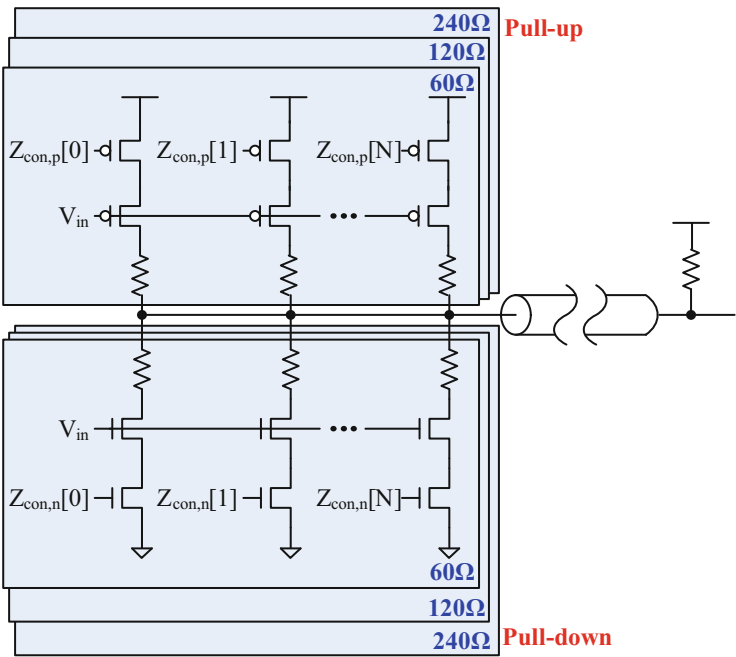 240Ω Pull-up
120Ω
60Ω
Zcon,p[0] Zcon,p[1] Zcon,p[N]
Vin •••
Vin •••
Zcon,n[0] Zcon,n[1] Zcon,n[N]
60Ω
120Ω
240Ω Pull-down